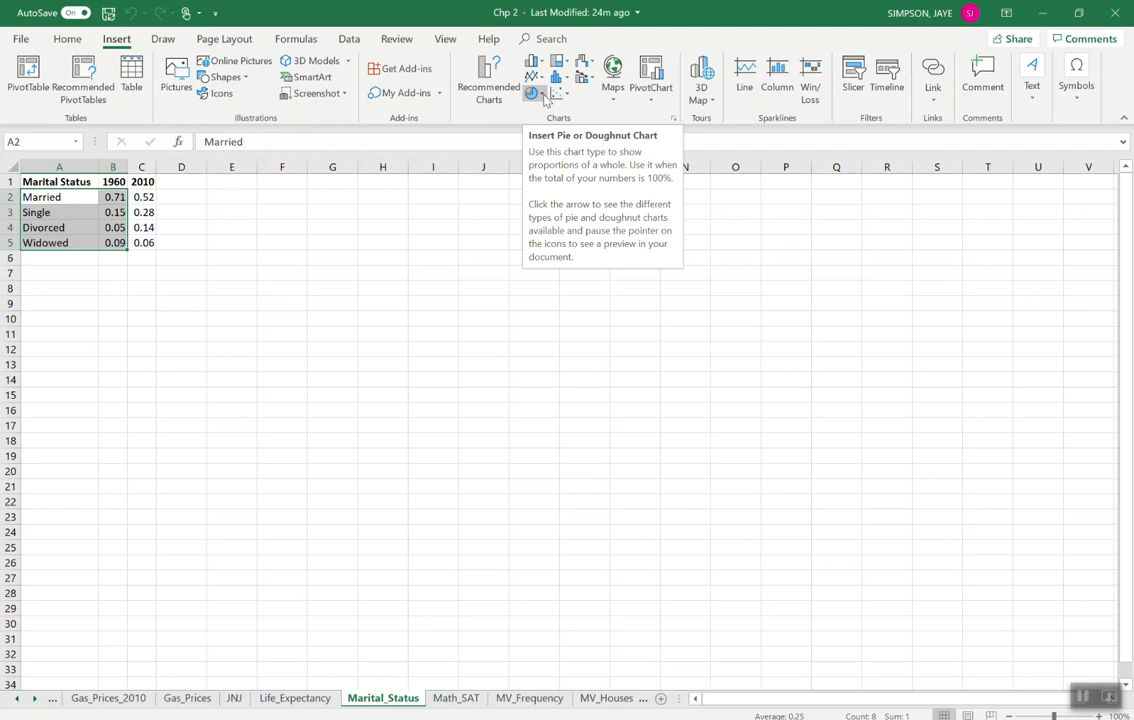 AutoSave On
Chp 2 - Last Modified: 24m ago
SIMPSON, JAYE SJ
File Home Insert Draw Page Layout Formulas Data Review View Help Search Share Comments
PivotTable
Recommended
PivotTables
Table
Tables
Pictures
Online Pictures
Shapes
Icons
3D Models
SmartArt
Screenshot
Illustrations
Get Add-ins
My Add-ins
Add-ins
Recommended
Charts
Maps
PivotChart
Charts
3D
Map
Tours
Line
Column
Win/
Loss
Sparklines
Slicer
Timeline
Filters
Link
Links
Comment
Comments
Text
Symbols
A2 fx Married
Insert Pie or Doughnut Chart
Use this chart type to show
proportions of a whole. Use it when
the total of your numbers is 100%.
Click the arrow to see the different
types of pie and doughnut charts
available and pause the pointer on
the icons to see a preview in your
document.
A B C D E F G H I J N O P Q R S T U V
1 Marital Status 1960 2010
2 Married 0.71 0.52
3 Single 0.15 0.28
4 Divorced 0.05 0.14
5 Widowed 0.09 0.06
6
7
8
9
10
11
12
13
14
15
16
17
18
19
20
21
22
23
24
25
26
27
28
29
30
31
32
33
34
... Gas_Prices_2010 Gas_Prices JNJ Life_Expectancy Marital_Status Math_SAT MV_Frequency MV_Houses ...
Average: 0.25 Count: 8 Sum: 1 100%